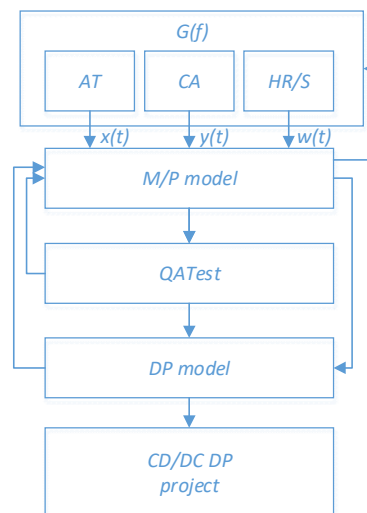 G(f)
AT CA HR/S
x(t) y(t) w(t)
M/P model
QATest
DP model
CD/DC DP
project